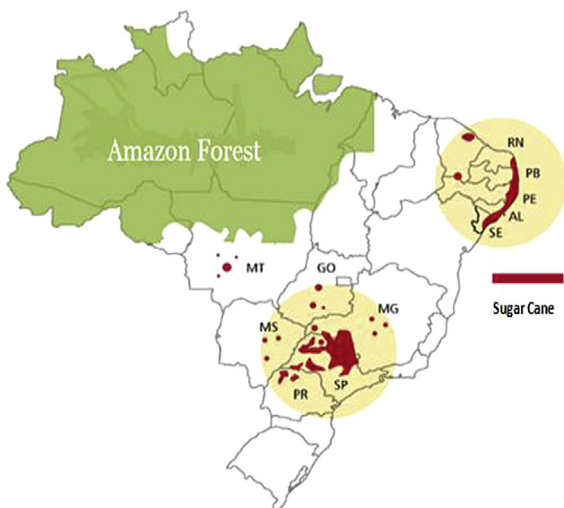 Amazon Forest
RN
PB
PE
AL
SE
MT
GO
MG
MS
SP
PR
Sugar Cane